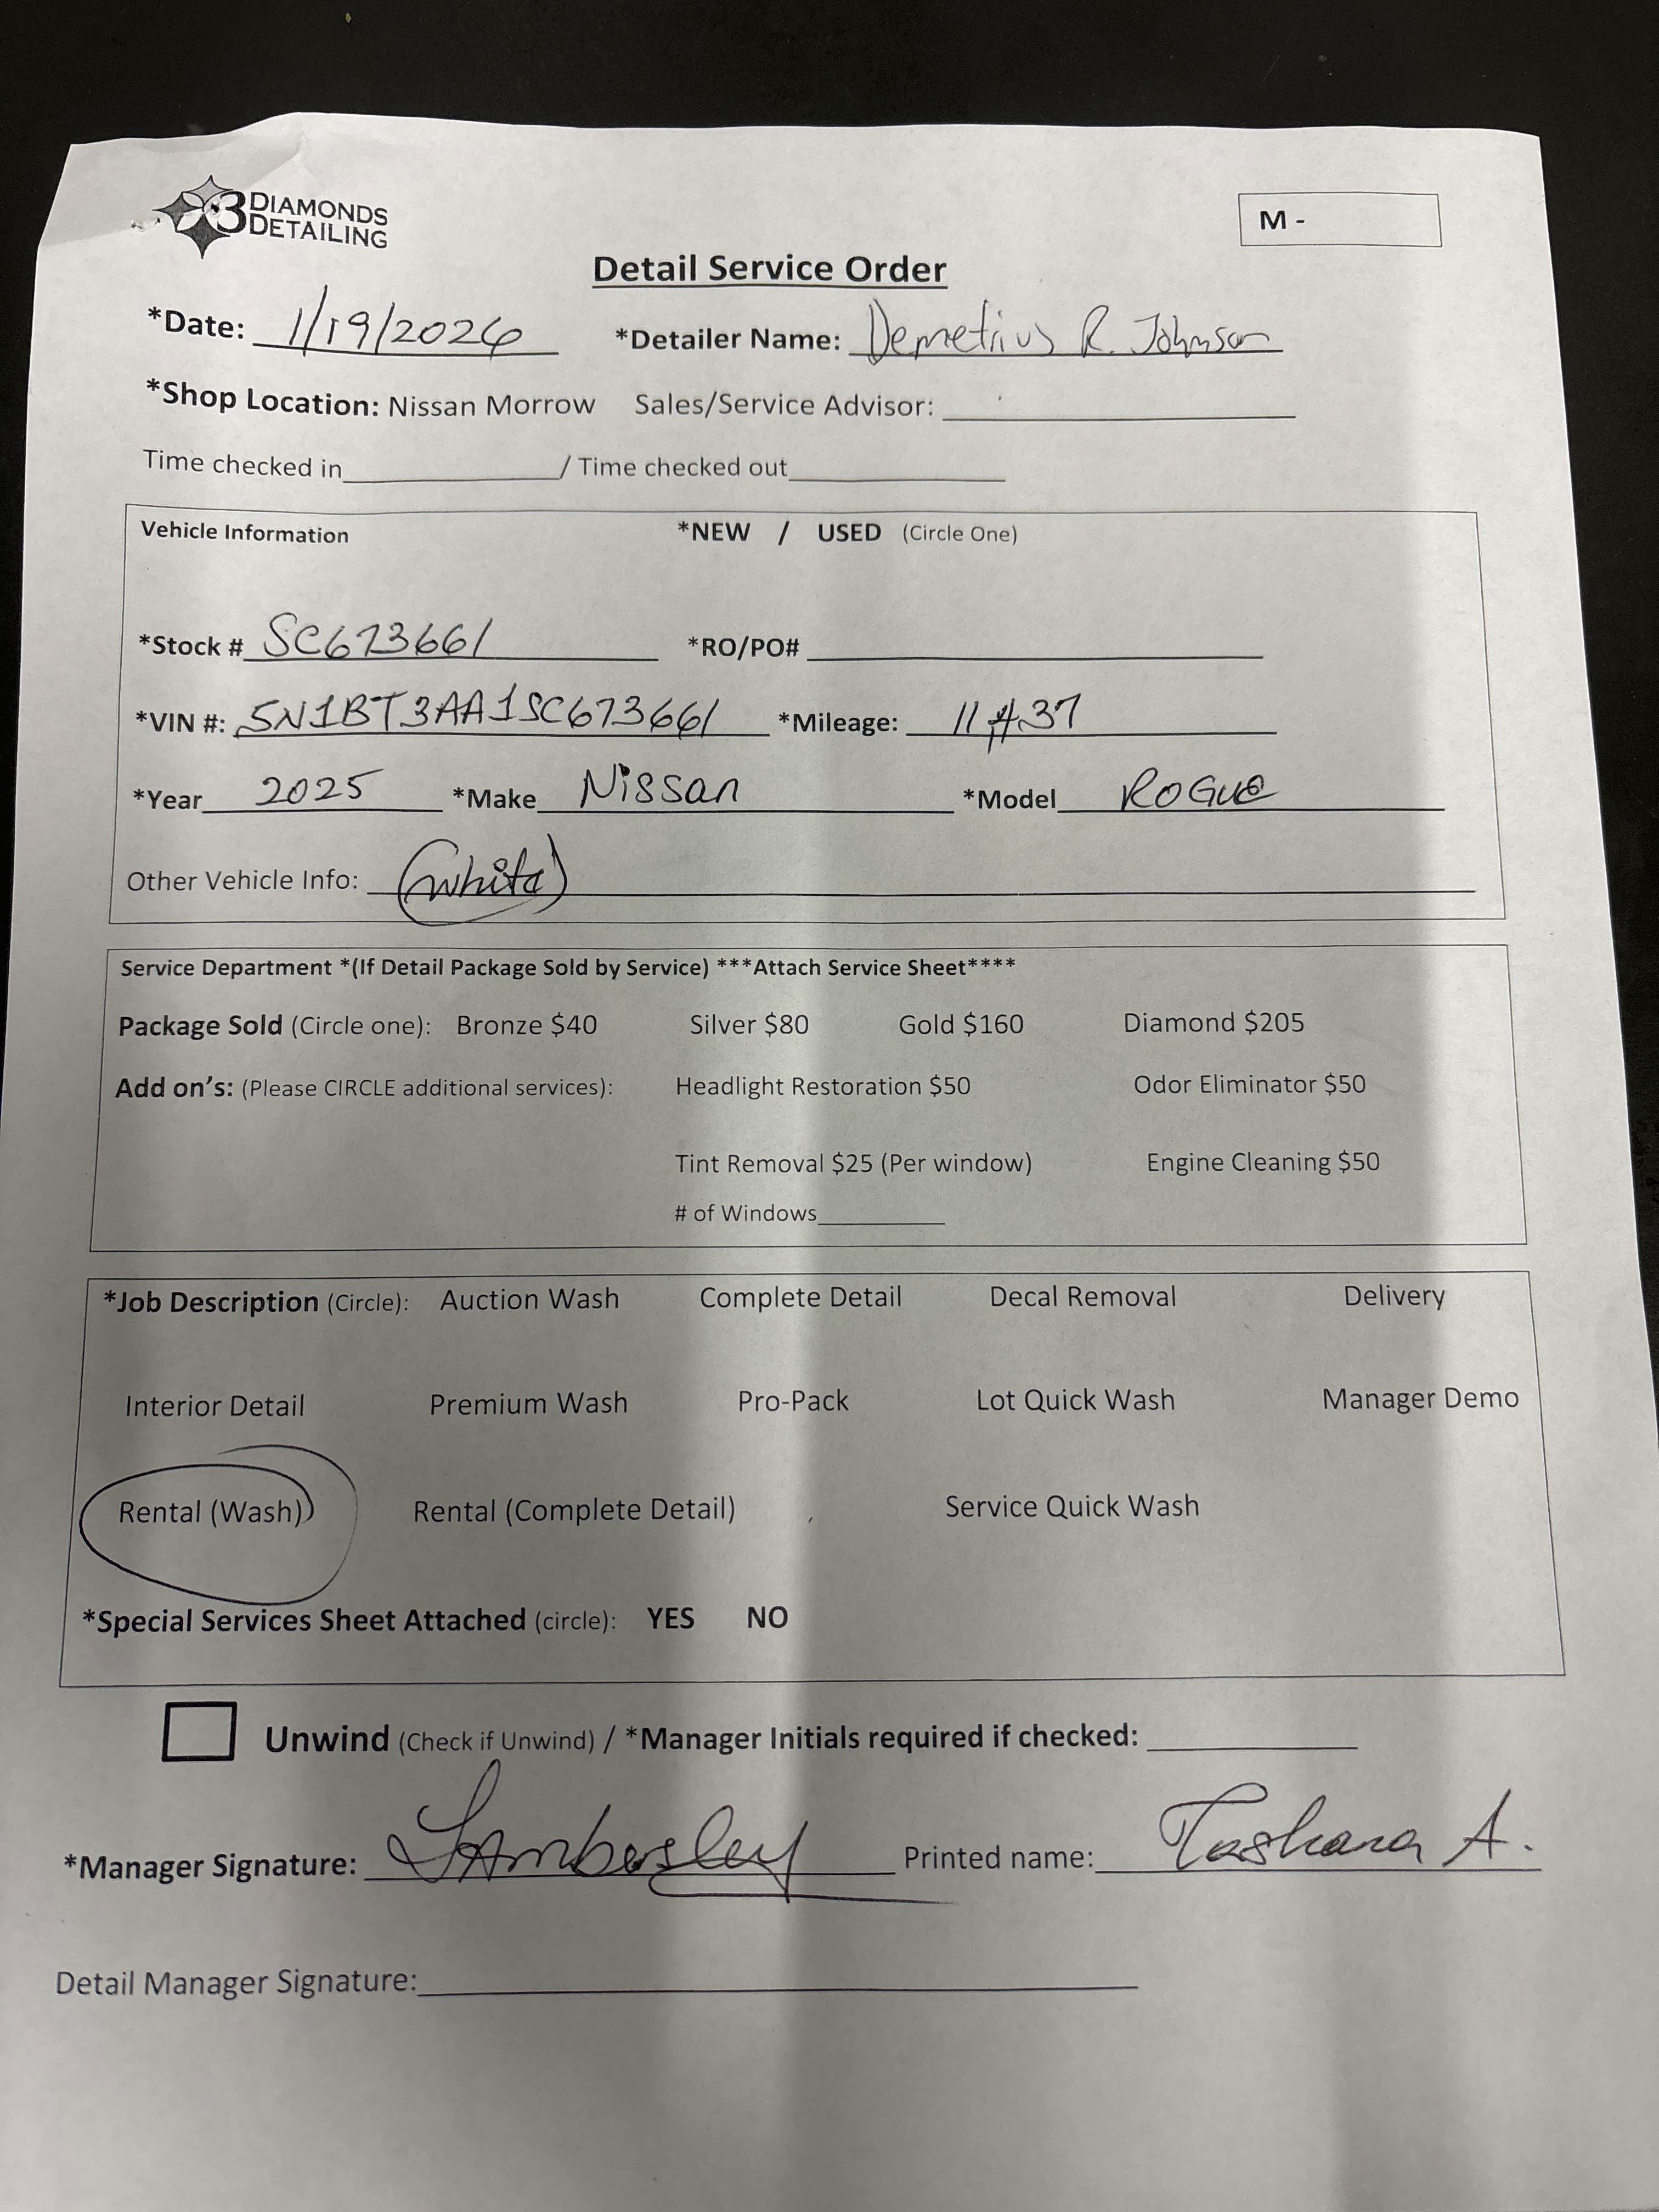 3 DIAMONDS
DETAILING
M -
Detail Service Order
*Date: 1/19/2026 *Detailer Name: Demetrius R. Johnson
*Shop Location: Nissan Morrow Sales/Service Advisor:
Time checked in / Time checked out
Vehicle Information *NEW / USED (Circle One)
*Stock # SC673661 *RO/PO#
*VIN #: 5N1BT3AA1SC673661 *Mileage:
*Year 2025 *Make Nissan *Model ROGUE
Other Vehicle Info: (white)
Service Department *(If Detail Package Sold by Service) ***Attach Service Sheet****
Package Sold (Circle one): Bronze $40 Silver $80 Gold $160 Diamond $205
Add on's: (Please CIRCLE additional services): Headlight Restoration $50 Odor Eliminator $50
Tint Removal $25 (Per window) Engine Cleaning $50
# of Windows
*Job Description (Circle): Auction Wash Complete Detail Decal Removal Delivery
Interior Detail Premium Wash Pro-Pack Lot Quick Wash Manager Demo
Rental (Wash) Rental (Complete Detail) Service Quick Wash
*Special Services Sheet Attached (circle): YES NO
Unwind (Check if Unwind) / *Manager Initials required if checked:
*Manager Signature: Printed name: Tashana A.
Detail Manager Signature: